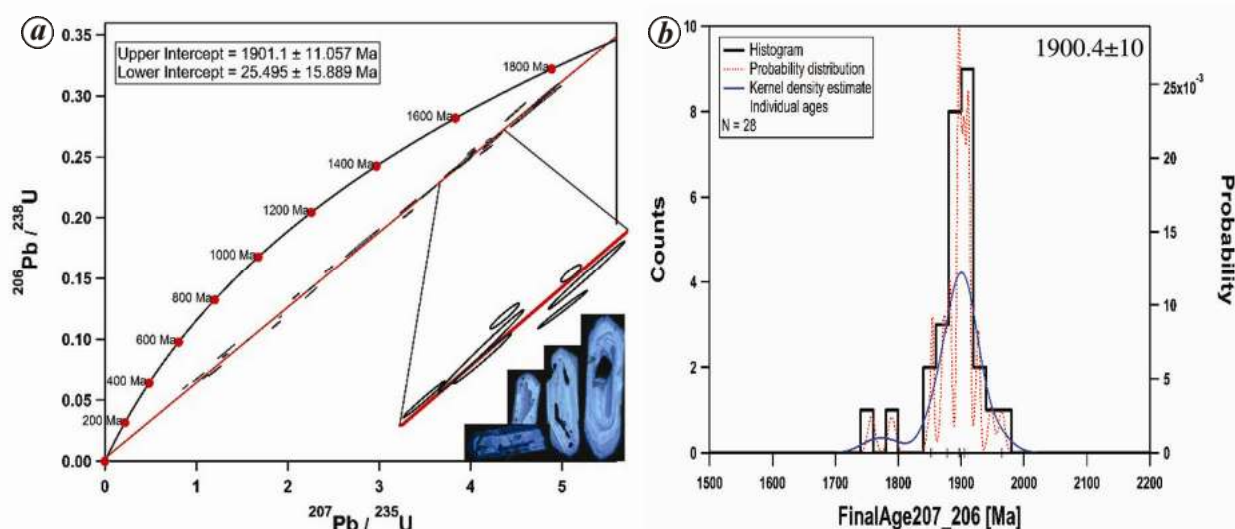 a
Upper Intercept = 1901.1 ± 11.057 Ma
Lower Intercept = 25.495 ± 15.889 Ma
0.35
0.30
0.25
0.20
0.15
0.10
0.05
0.00
206Pb / 238U
200 Ma
400 Ma
600 Ma
800 Ma
1000 Ma
1200 Ma
1400 Ma
1600 Ma
1800 Ma
0 1 2 3 4 5
207Pb / 235U
b
1900.4±10
Histogram
Probability distribution
Kernel density estimate
Individual ages
N = 28
10
8
6
4
2
0
Counts
25x10-3
20
15
10
5
0
Probability
1500 1600 1700 1800 1900 2000 2100 2200
FinalAge207_206 [Ma]